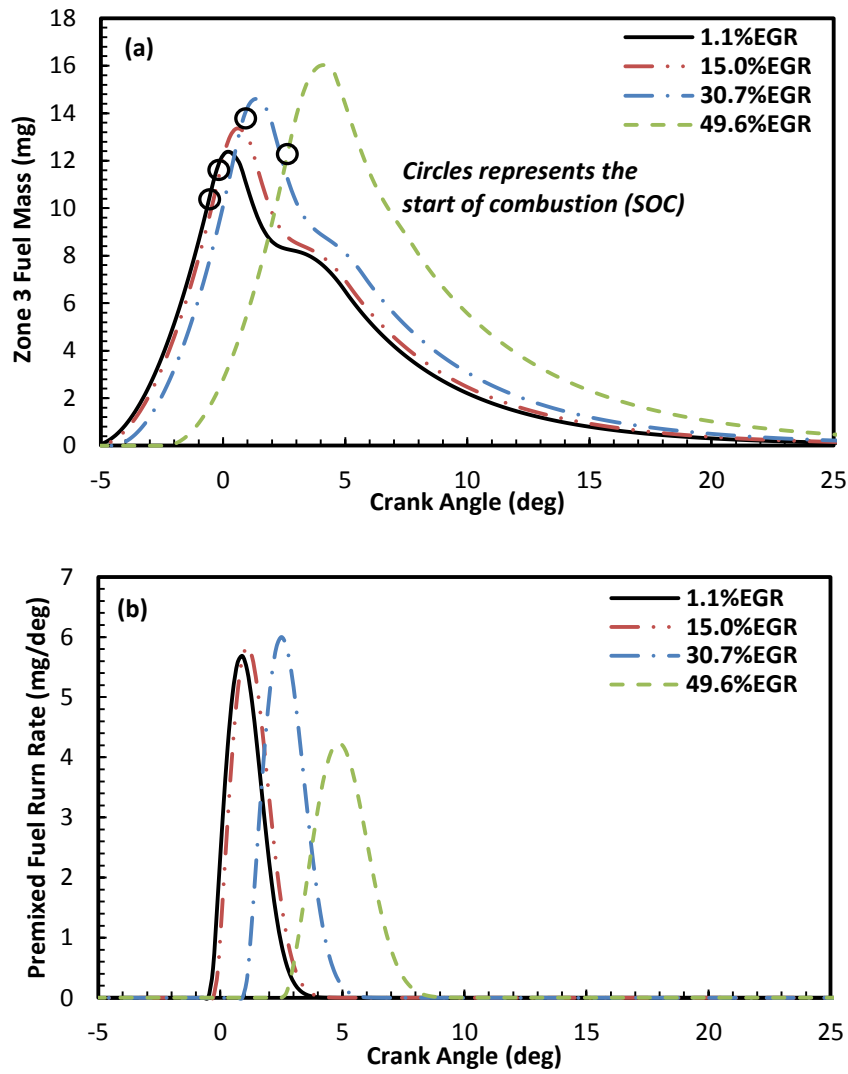 18
16
14
12
10
8
6
4
2
0
Zone 3 Fuel Mass (mg)
(a)
1.1%EGR
15.0%EGR
30.7%EGR
49.6%EGR
Circles represents the
start of combustion (SOC)
-5
0
5
10
15
20
25
Crank Angle (deg)
7
6
5
4
3
2
1
0
Premixed Fuel Rurn Rate (mg/deg)
(b)
1.1%EGR
15.0%EGR
30.7%EGR
49.6%EGR
-5
0
5
10
15
20
25
Crank Angle (deg)